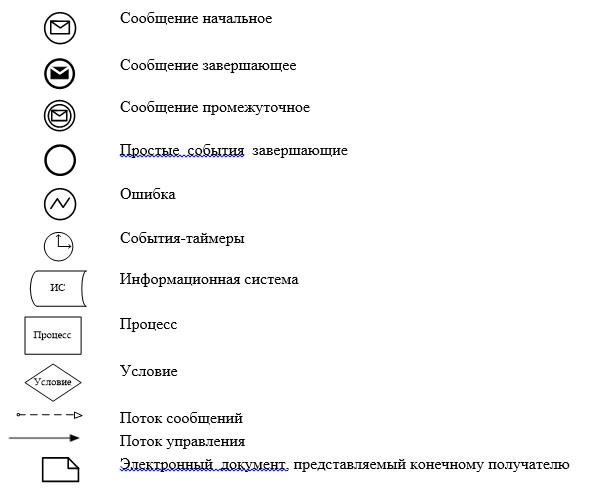 Сообщение начальное
Сообщение завершающее
Сообщение промежуточное
Простые события завершающие
Ошибка
События-таймеры
ИС Информационная система
Процесс Процесс
Условие Условие
Поток сообщений
Поток управления
Электронный документ, представляемый конечному получателю